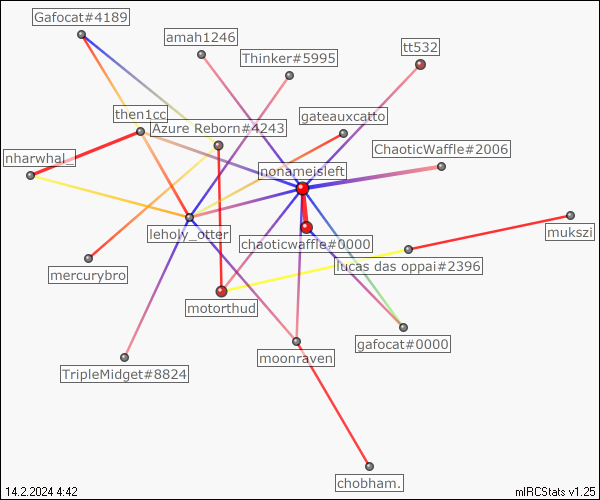 Gafocat#4189
amah1246
tt532
Thinker#5995
then1cc
gateauxcatto
Azure Reborn#4243
ChaoticWaffle#2006
nharwhal_
nonameisleft
leholy_otter
chaoticwaffle#0000
mukszi
lucas das oppai#2396
mercurybro
motorthud
gafocat#0000
moonraven
TripleMidget#8824
chobham.
14.2.2024 4:42
mIRCStats v1.25